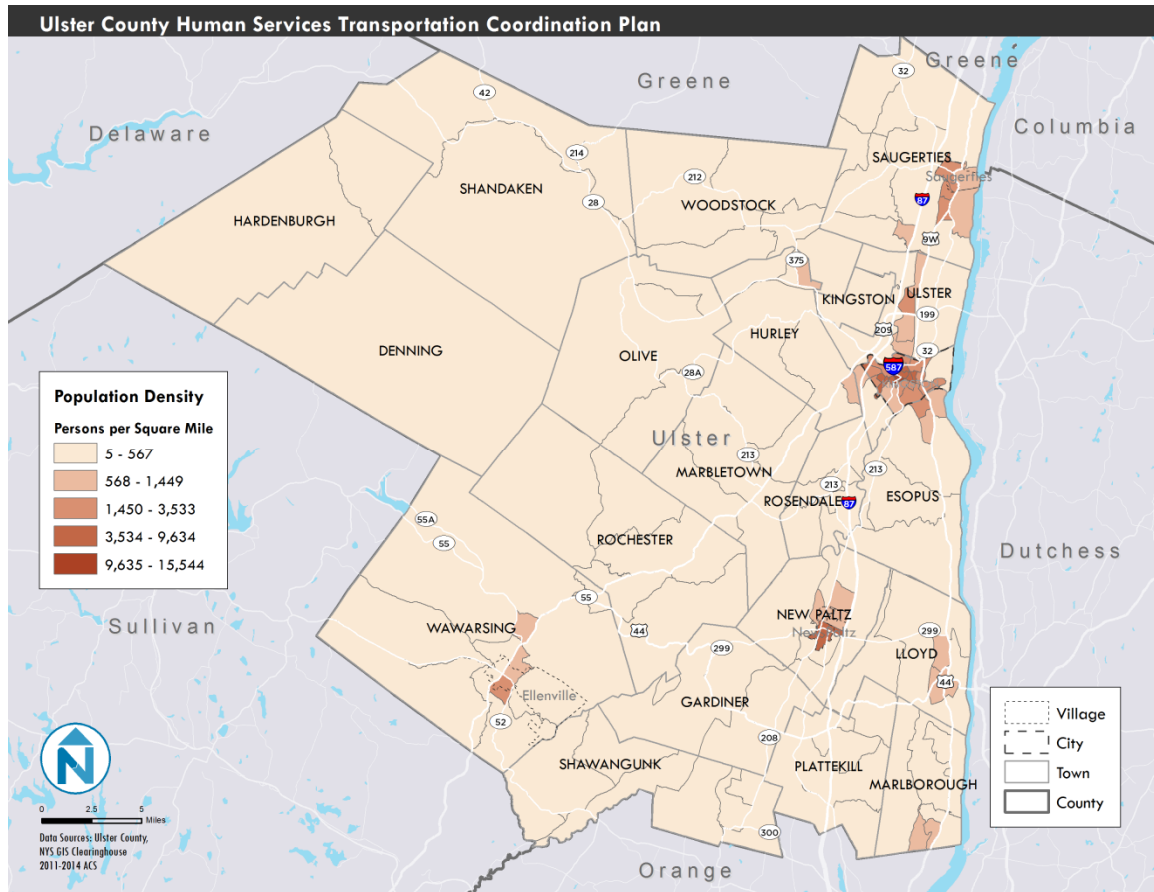 Ulster County Human Services Transportation Coordination Plan
Greene
Greene
Delaware
Columbia
32
42
SAUGERTIES
Saugerties
214
212
SHANDAKEN
28
WOODSTOCK
87
HARDENBURGH
9W
375
KINGSTON
ULSTER
199
209
HURLEY
DENNING
OLIVE
32
587
28A
Population Density
Persons per Square Mile
5 - 567
568 - 1,449
1,450 - 3,533
3,534 - 9,634
9,635 - 15,544
Ulster
213
MARBLETOWN
213
213
ROSENDALE
87
ESOPUS
55A
55
ROCHESTER
Dutchess
55
44
Sullivan
WAWARSING
NEW PALTZ
New Paltz
299
299
LLOYD
44
Ellenville
GARDINER
52
208
SHAWANGUNK
PLATTEKILL
MARLBOROUGH
300
Orange
Village
City
Town
County
N
0 2.5 5
Miles
Data Sources: Ulster County,
NYS GIS Clearinghouse
2011-2014 ACS